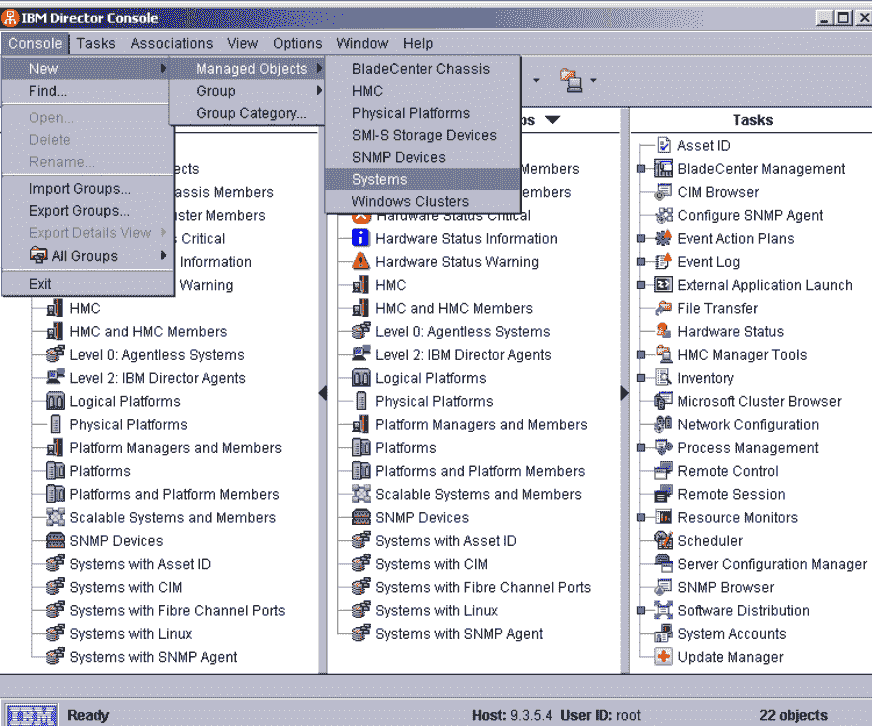 IBM Director Console
Console Tasks Associations View Options Window Help
New
Find...
Open...
Delete
Rename...
Import Groups...
Export Groups...
Export Details View
All Groups
Exit
Managed Objects
Group
Group Category...
BladeCenter Chassis
HMC
Physical Platforms
SMI-S Storage Devices
SNMP Devices
Systems
Windows Clusters
ects
assis Members
ster Members
s Critical
Information
Warning
HMC
HMC and HMC Members
Level 0: Agentless Systems
Level 2: IBM Director Agents
Logical Platforms
Physical Platforms
Platform Managers and Members
Platforms
Platforms and Platform Members
Scalable Systems and Members
SNMP Devices
Systems with Asset ID
Systems with CIM
Systems with Fibre Channel Ports
Systems with Linux
Systems with SNMP Agent
ps
Members
embers
Hardware Status Critical
Hardware Status Information
Hardware Status Warning
HMC
HMC and HMC Members
Level 0: Agentless Systems
Level 2: IBM Director Agents
Logical Platforms
Physical Platforms
Platform Managers and Members
Platforms
Platforms and Platform Members
Scalable Systems and Members
SNMP Devices
Systems with Asset ID
Systems with CIM
Systems with Fibre Channel Ports
Systems with Linux
Systems with SNMP Agent
Tasks
Asset ID
BladeCenter Management
CIM Browser
Configure SNMP Agent
Event Action Plans
Event Log
External Application Launch
File Transfer
Hardware Status
HMC Manager Tools
Inventory
Microsoft Cluster Browser
Network Configuration
Process Management
Remote Control
Remote Session
Resource Monitors
Scheduler
Server Configuration Manager
SNMP Browser
Software Distribution
System Accounts
Update Manager
Ready
Host: 9.3.5.4 User ID: root
22 objects